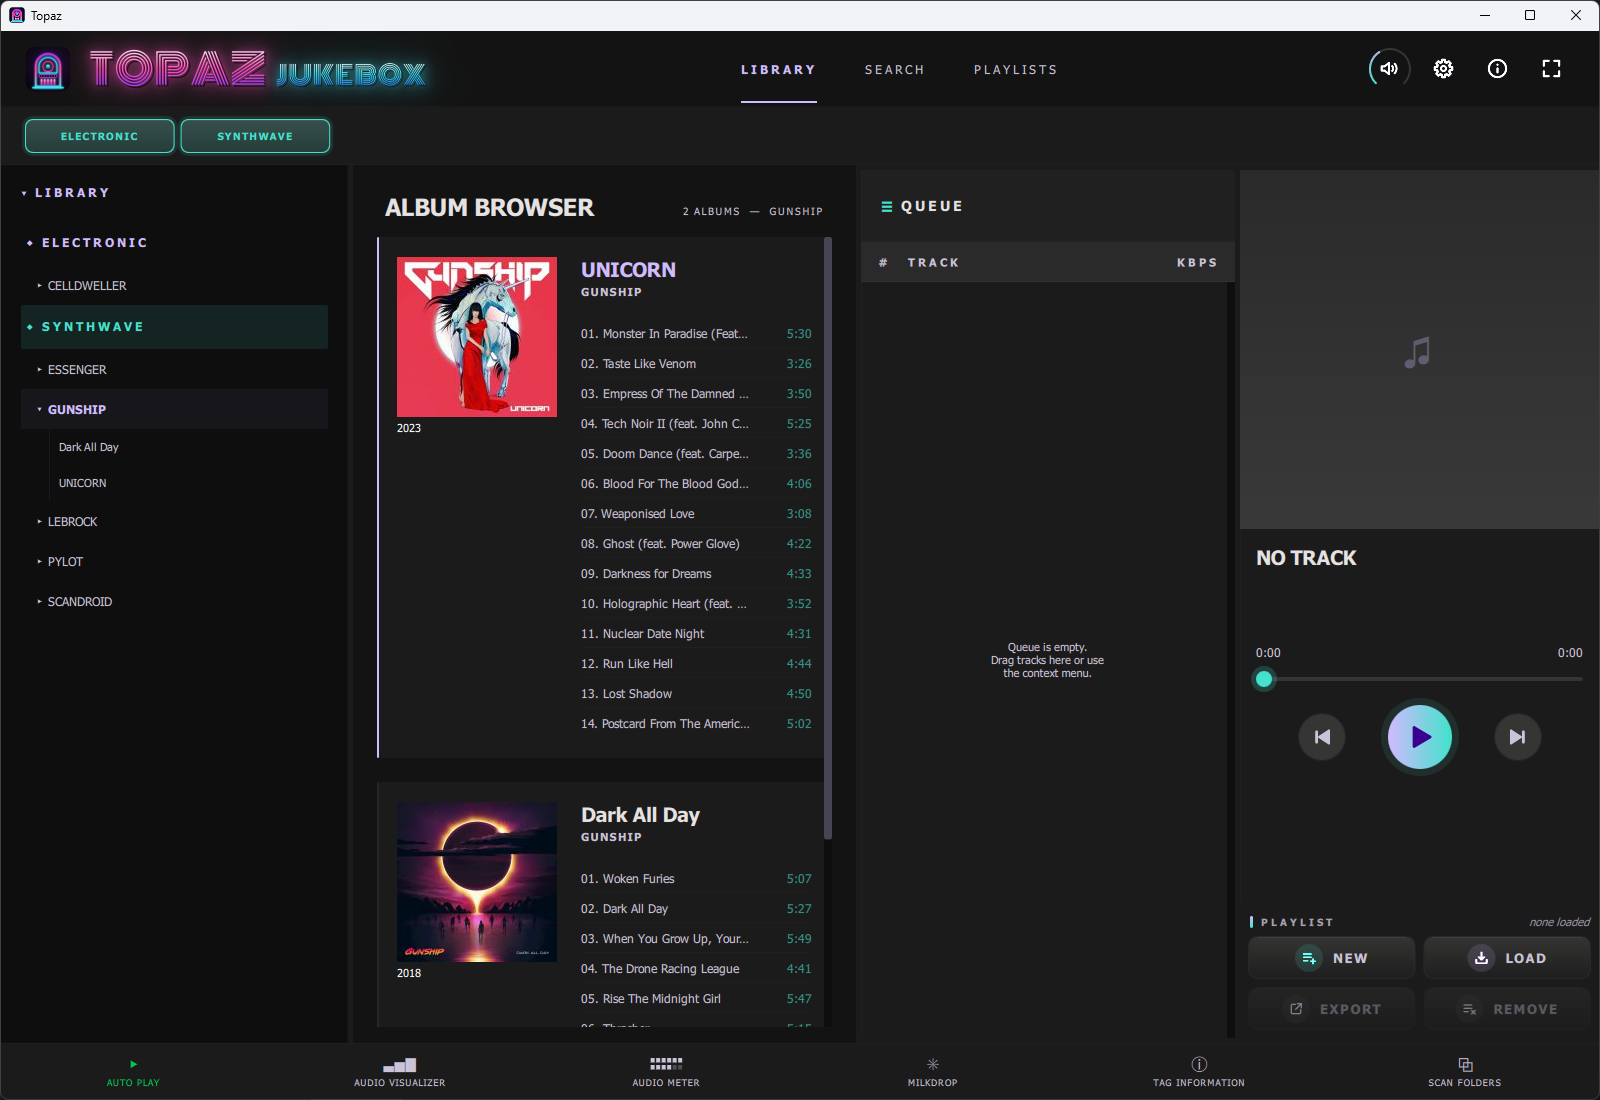 Topaz
TOPAZ JUKEBOX
LIBRARY
SEARCH
PLAYLISTS
ELECTRONIC
SYNTHWAVE
LIBRARY
ELECTRONIC
CELLDWELLER
SYNTHWAVE
ESSENGER
GUNSHIP
Dark All Day
UNICORN
LEBROCK
PYLOT
SCANDROID
ALBUM BROWSER
2 ALBUMS — GUNSHIP
GUNSHIP
UNICORN
2023
UNICORN
GUNSHIP
01. Monster In Paradise (Feat... 5:30
02. Taste Like Venom 3:26
03. Empress Of The Damned ... 3:50
04. Tech Noir II (feat. John C... 5:25
05. Doom Dance (feat. Carpe... 3:36
06. Blood For The Blood God... 4:06
07. Weaponised Love 3:08
08. Ghost (feat. Power Glove) 4:22
09. Darkness for Dreams 4:33
10. Holographic Heart (feat. ... 3:52
11. Nuclear Date Night 4:31
12. Run Like Hell 4:44
13. Lost Shadow 4:50
14. Postcard From The Americ... 5:02
GUNSHIP
DARK ALL DAY
2018
Dark All Day
GUNSHIP
01. Woken Furies 5:07
02. Dark All Day 5:27
03. When You Grow Up, Your... 5:49
04. The Drone Racing League 4:41
05. Rise The Midnight Girl 5:47
QUEUE
# TRACK KBPS
Queue is empty.
Drag tracks here or use
the context menu.
NO TRACK
0:00 0:00
PLAYLIST none loaded
NEW
LOAD
EXPORT
REMOVE
AUTO PLAY
AUDIO VISUALIZER
AUDIO METER
MILKDROP
TAG INFORMATION
SCAN FOLDERS